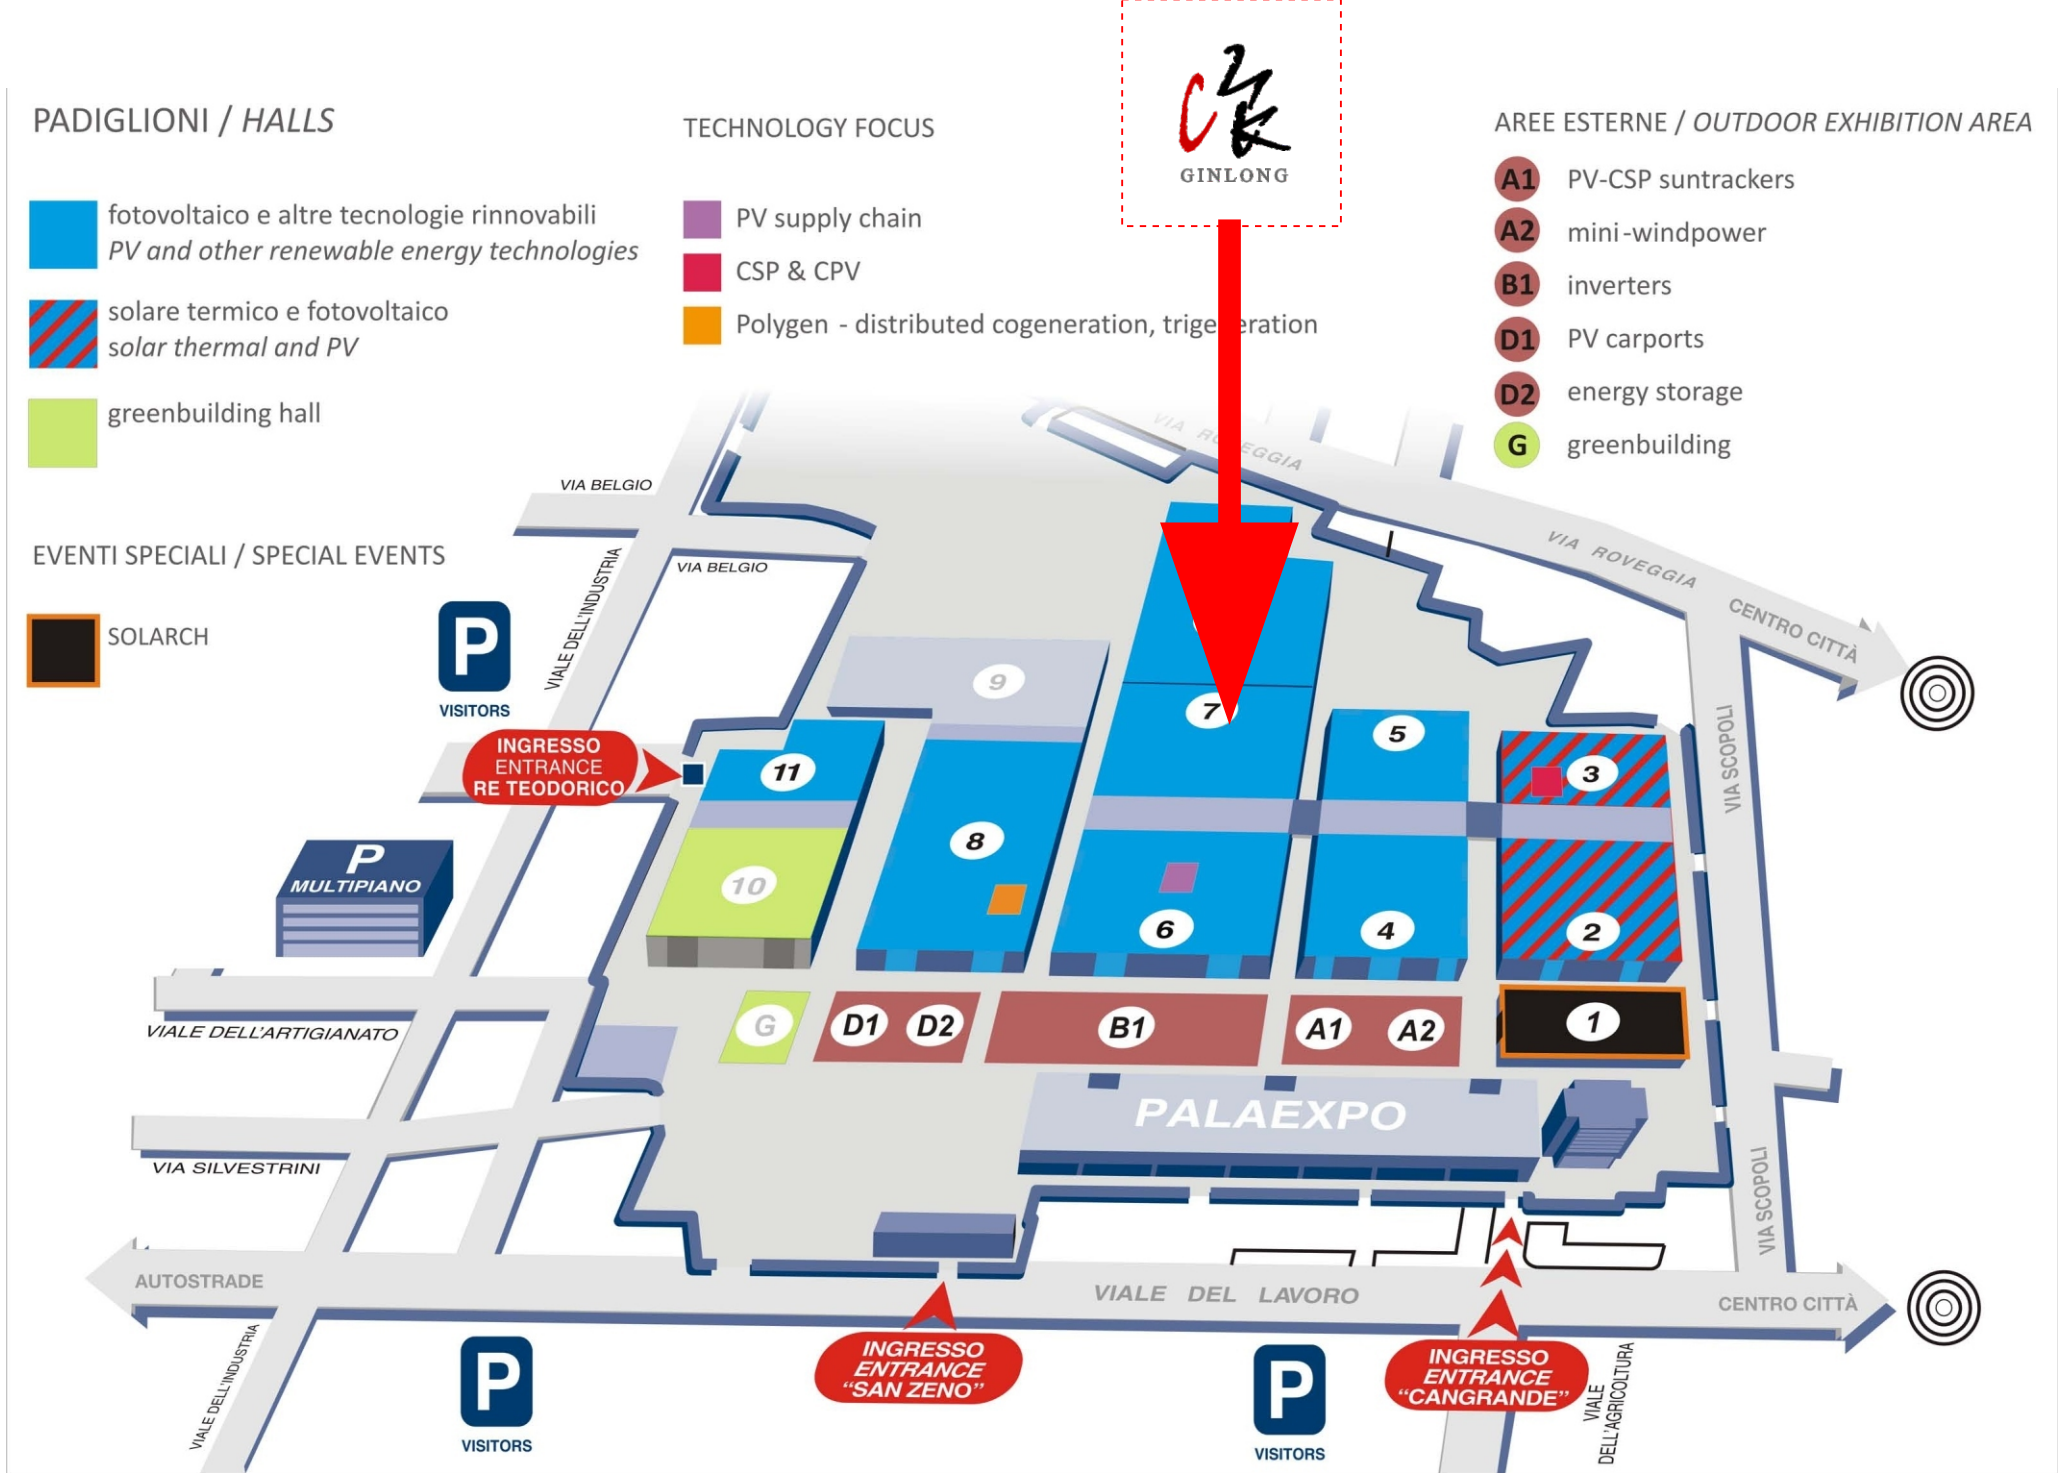 GINLONG
PADIGLIONI / HALLS
fotovoltaico e altre tecnologie rinnovabili
PV and other renewable energy technologies
solare termico e fotovoltaico
solar thermal and PV
greenbuilding hall
EVENTI SPECIALI / SPECIAL EVENTS
SOLARCH
TECHNOLOGY FOCUS
PV supply chain
CSP & CPV
Polygen - distributed cogeneration,
AREE ESTERNE / OUTDOOR EXHIBITION AREA
A1 PV-CSP suntrackers
A2 mini-windpower
B1 inverters
D1 PV carports
D2 energy storage
G greenbuilding
VIA BELGIO
VIA BELGIO
VIALE DELL'INDUSTRIA
VIA
VIA ROVEGGIA
CENTRO CITTÀ
VIA SCOPOLI
P
VISITORS
INGRESSO
ENTRANCE
RE TEODORICO
P
MULTIPIANO
9
7
5
3
11
8
10
6
4
2
G
D1
D2
B1
A1
A2
1
PALAEXPO
VIALE DELL'ARTIGIANATO
VIA SILVESTRINI
VIA SCOPOLI
AUTOSTRADE
VIALE DEL LAVORO
CENTRO CITTÀ
VIALE DELL'INDUSTRIA
P
VISITORS
INGRESSO
ENTRANCE
"SAN ZENO"
P
VISITORS
INGRESSO
ENTRANCE
"CANGRANDE"
VIALE
DELL'AGRICOLTURA